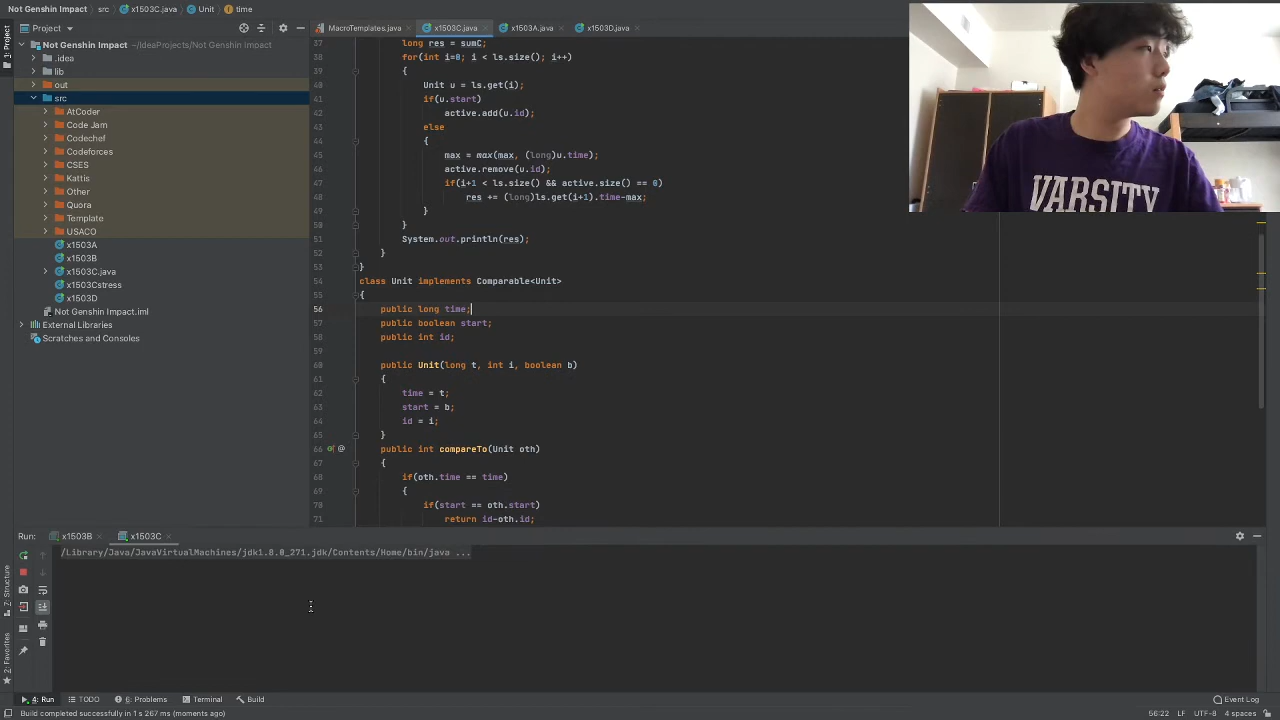 Not Genshin Impact > src > x1503C.java > Unit > time
Project
MacroTemplates.java
x1503C.java
x1503A.java
x1503D.java
1: Project
Not Genshin Impact ~/IdeaProjects/Not Genshin Impact
.idea
lib
out
src
AtCoder
Code Jam
Codechef
Codeforces
CSES
Kattis
Other
Quora
Template
USACO
x1503A
x1503B
x1503C.java
x1503Cstress
x1503D
Not Genshin Impact.iml
External Libraries
Scratches and Consoles
37 long res = sumC;
38 for(int i=0; i < ls.size(); i++)
39 {
40 Unit u = ls.get(i);
41 if(u.start)
42 active.add(u.id);
43 else
44 {
45 max = max(max, (long)u.time);
46 active.remove(u.id);
47 if(i+1 < ls.size() && active.size() == 0)
48 res += (long)ls.get(i+1).time-max;
49 }
50 }
51 System.out.println(res);
52 }
53 }
54 class Unit implements Comparable<Unit>
55 {
56 public long time;
57 public boolean start;
58 public int id;
59
60 public Unit(long t, int i, boolean b)
61 {
62 time = t;
63 start = b;
64 id = i;
65 }
66 @ public int compareTo(Unit oth)
67 {
68 if(oth.time == time)
69 {
70 if(start == oth.start)
71 return id-oth.id;
VARSITY
Run: x1503B x1503C
/Library/Java/JavaVirtualMachines/jdk1.8.0_271.jdk/Contents/Home/bin/java ...
7: Structure
2: Favorites
4: Run
TODO
6: Problems
Terminal
Build
Event Log
Build completed successfully in 1 s 267 ms (moments ago)
56:22 LF UTF-8 4 spaces